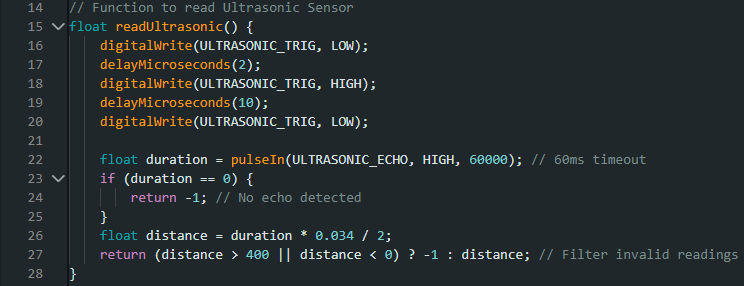 14 // Function to read Ultrasonic Sensor
15 float readUltrasonic() {
16     digitalWrite(ULTRASONIC_TRIG, LOW);
17     delayMicroseconds(2);
18     digitalWrite(ULTRASONIC_TRIG, HIGH);
19     delayMicroseconds(10);
20     digitalWrite(ULTRASONIC_TRIG, LOW);
21
22     float duration = pulseIn(ULTRASONIC_ECHO, HIGH, 60000); // 60ms timeout
23     if (duration == 0) {
24         return -1; // No echo detected
25     }
26     float distance = duration * 0.034 / 2;
27     return (distance > 400 || distance < 0) ? -1 : distance; // Filter invalid readings
28 }